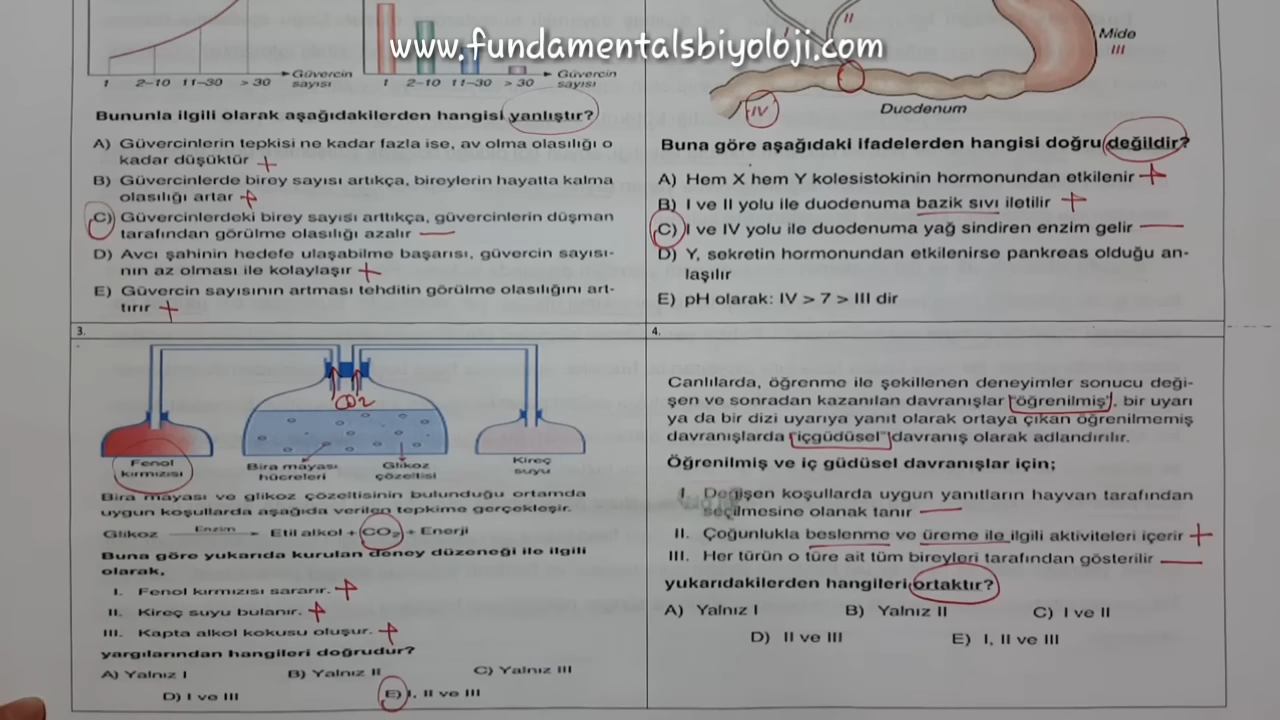 www.fundamentalsbiyoloji.com
1 2–10 11–30 > 30 Güvercin sayısı
1 2–10 11–30 > 30 Güvercin sayısı
Bununla ilgili olarak aşağıdakilerden hangisi yanlıştır?
A) Güvercinlerin tepkisi ne kadar fazla ise, av olma olasılığı o
kadar düşüktür +
B) Güvercinlerde birey sayısı artıkça, bireylerin hayatta kalma
olasılığı artar +
C) Güvercinlerdeki birey sayısı arttıkça, güvercinlerin düşman
tarafından görülme olasılığı azalır —
D) Avcı şahinin hedefe ulaşabilme başarısı, güvercin sayısı-
nın az olması ile kolaylaşır +
E) Güvercin sayısının artması tehditin görülme olasılığını art-
tırır +
II
Mide
III
IV
Duodenum
Buna göre aşağıdaki ifadelerden hangisi doğru değildir?
A) Hem X hem Y kolesistokinin hormonundan etkilenir +
B) I ve II yolu ile duodenuma bazik sıvı iletilir +
C) I ve IV yolu ile duodenuma yağ sindiren enzim gelir —
D) Y, sekretin hormonundan etkilenirse pankreas olduğu an-
laşılır
E) pH olarak: IV > 7 > III dir
3.
CO2
Fenol
kırmızısı
Bira mayası
hücreleri
Glikoz
çözeltisi
Kireç
suyu
Bira mayası ve glikoz çözeltisinin bulunduğu ortamda
uygun koşullarda aşağıda verilen tepkime gerçekleşir.
Glikoz Enzim Etil alkol + CO₂ + Enerji
Buna göre yukarıda kurulan deney düzeneği ile ilgili
olarak,
I. Fenol kırmızısı sararır. +
II. Kireç suyu bulanır. +
III. Kapta alkol kokusu oluşur. +
yargılarından hangileri doğrudur?
A) Yalnız I B) Yalnız II C) Yalnız III
D) I ve III E) I, II ve III
4.
Canlılarda, öğrenme ile şekillenen deneyimler sonucu deği-
şen ve sonradan kazanılan davranışlar "öğrenilmiş", bir uyarı
ya da bir dizi uyarıya yanıt olarak ortaya çıkan öğrenilmemiş
davranışlarda "içgüdüsel" davranış olarak adlandırılır.
Öğrenilmiş ve iç güdüsel davranışlar için;
I. Değişen koşullarda uygun yanıtların hayvan tarafından
seçilmesine olanak tanır —
II. Çoğunlukla beslenme ve üreme ile ilgili aktiviteleri içerir +
III. Her türün o türe ait tüm bireyleri tarafından gösterilir —
yukarıdakilerden hangileri ortaktır?
A) Yalnız I B) Yalnız II C) I ve II
D) II ve III E) I, II ve III